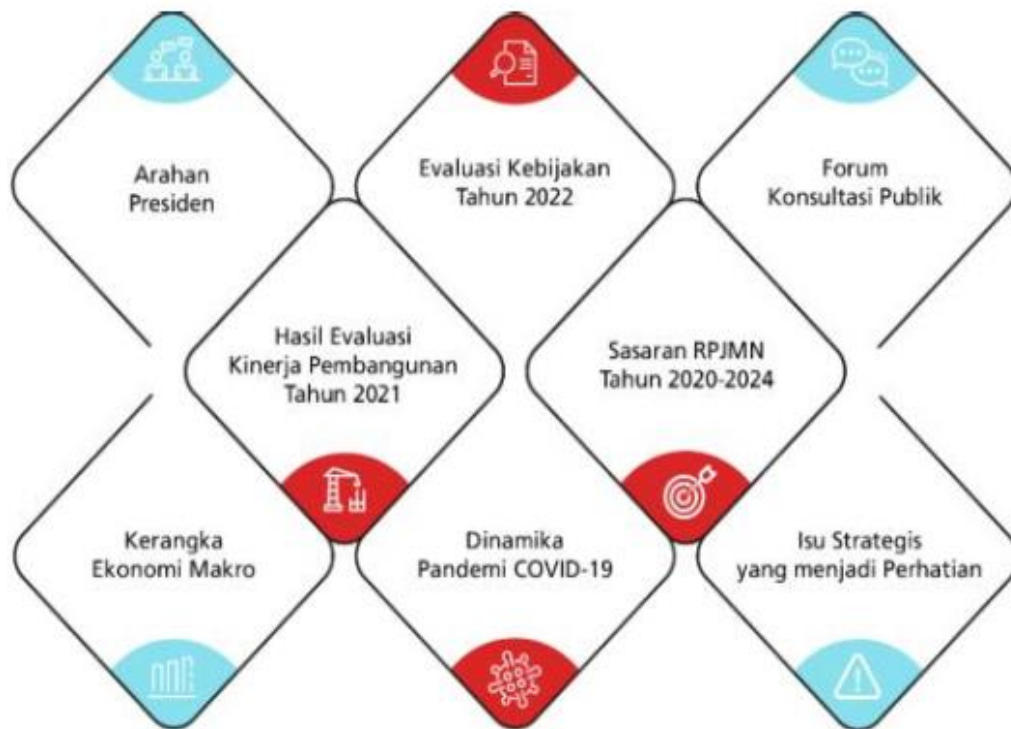 Arahan
Presiden
Evaluasi Kebijakan
Tahun 2022
Forum
Konsultasi Publik
Hasil Evaluasi
Kinerja Pembangunan
Tahun 2021
Sasaran RPJMN
Tahun 2020-2024
Kerangka
Ekonomi Makro
Dinamika
Pandemi COVID-19
Isu Strategis
yang menjadi Perhatian